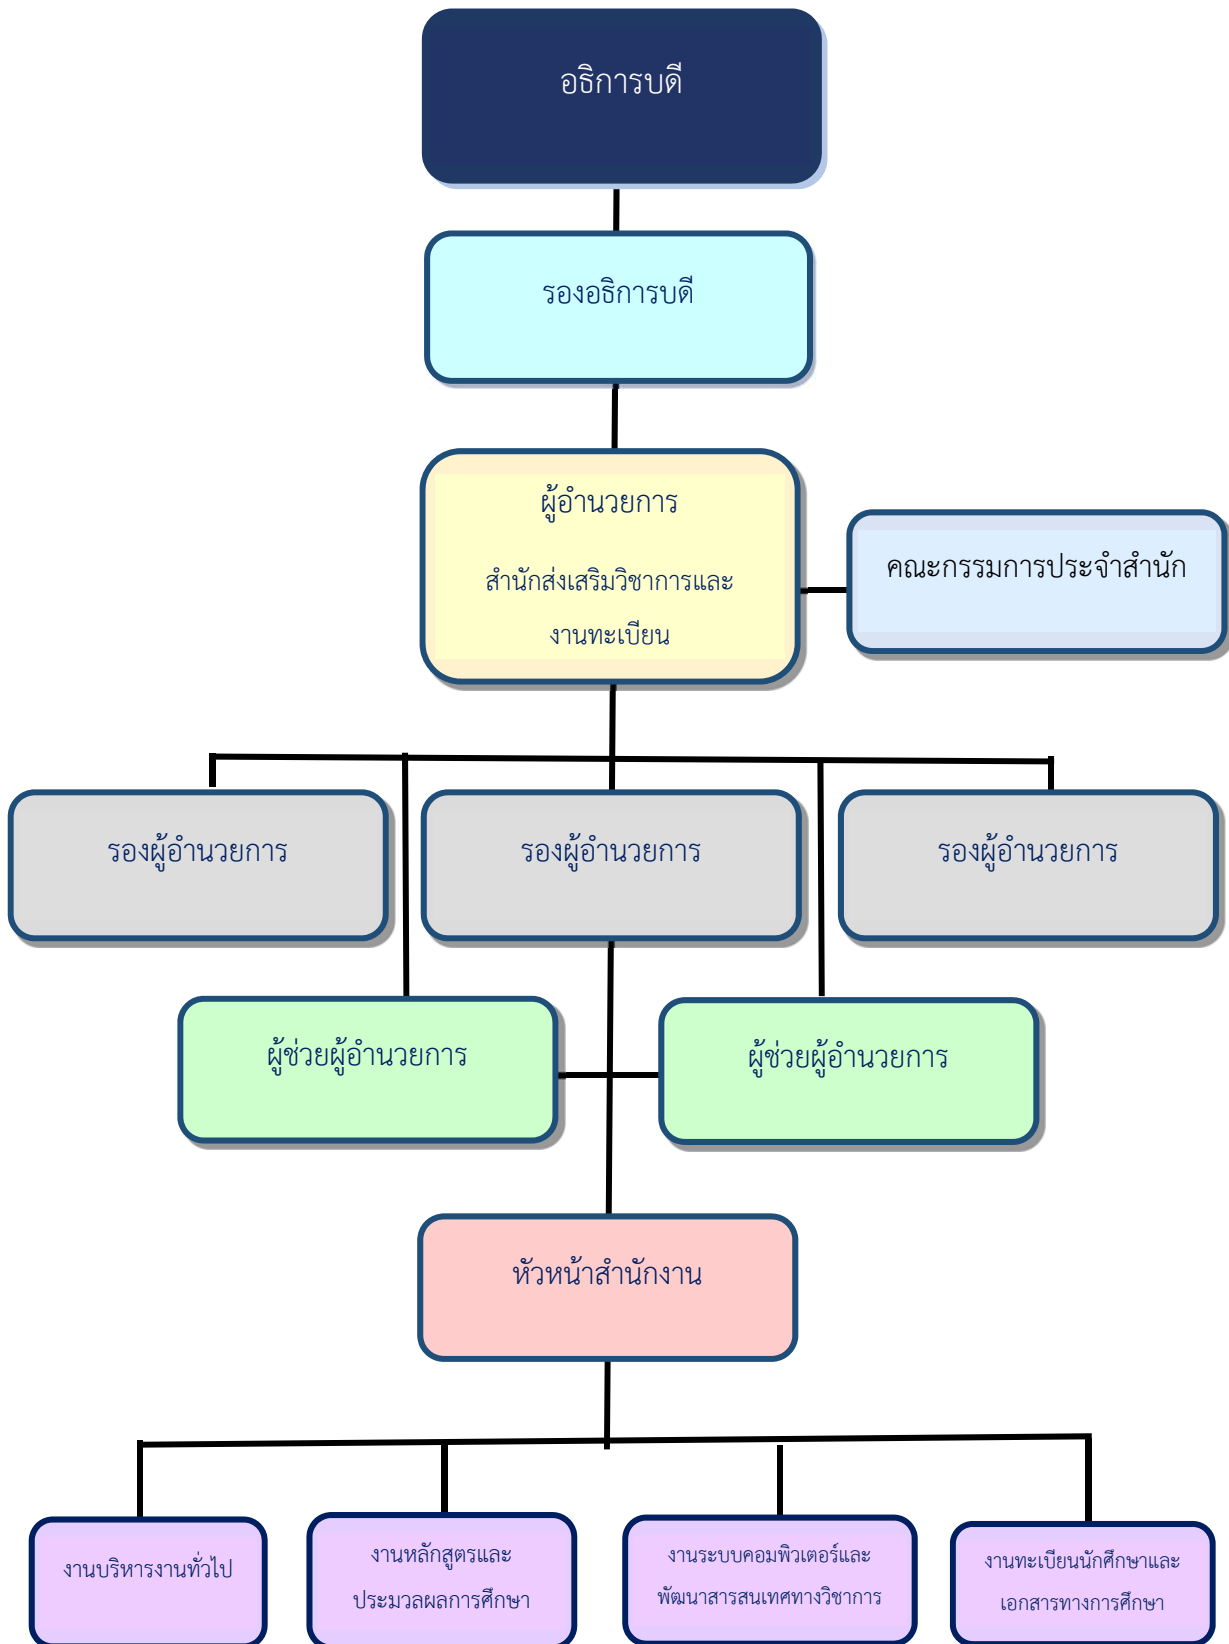 อธิการบดี
รองอธิการบดี
ผู้อำนวยการ
สำนักส่งเสริมวิชาการและ
งานทะเบียน
คณะกรรมการประจำสำนัก
รองผู้อำนวยการ
รองผู้อำนวยการ
รองผู้อำนวยการ
ผู้ช่วยผู้อำนวยการ
ผู้ช่วยผู้อำนวยการ
หัวหน้าสำนักงาน
งานบริหารงานทั่วไป
งานหลักสูตรและ
ประมวลผลการศึกษา
งานระบบคอมพิวเตอร์และ
พัฒนาสารสนเทศทางวิชาการ
งานทะเบียนนักศึกษาและ
เอกสารทางการศึกษา